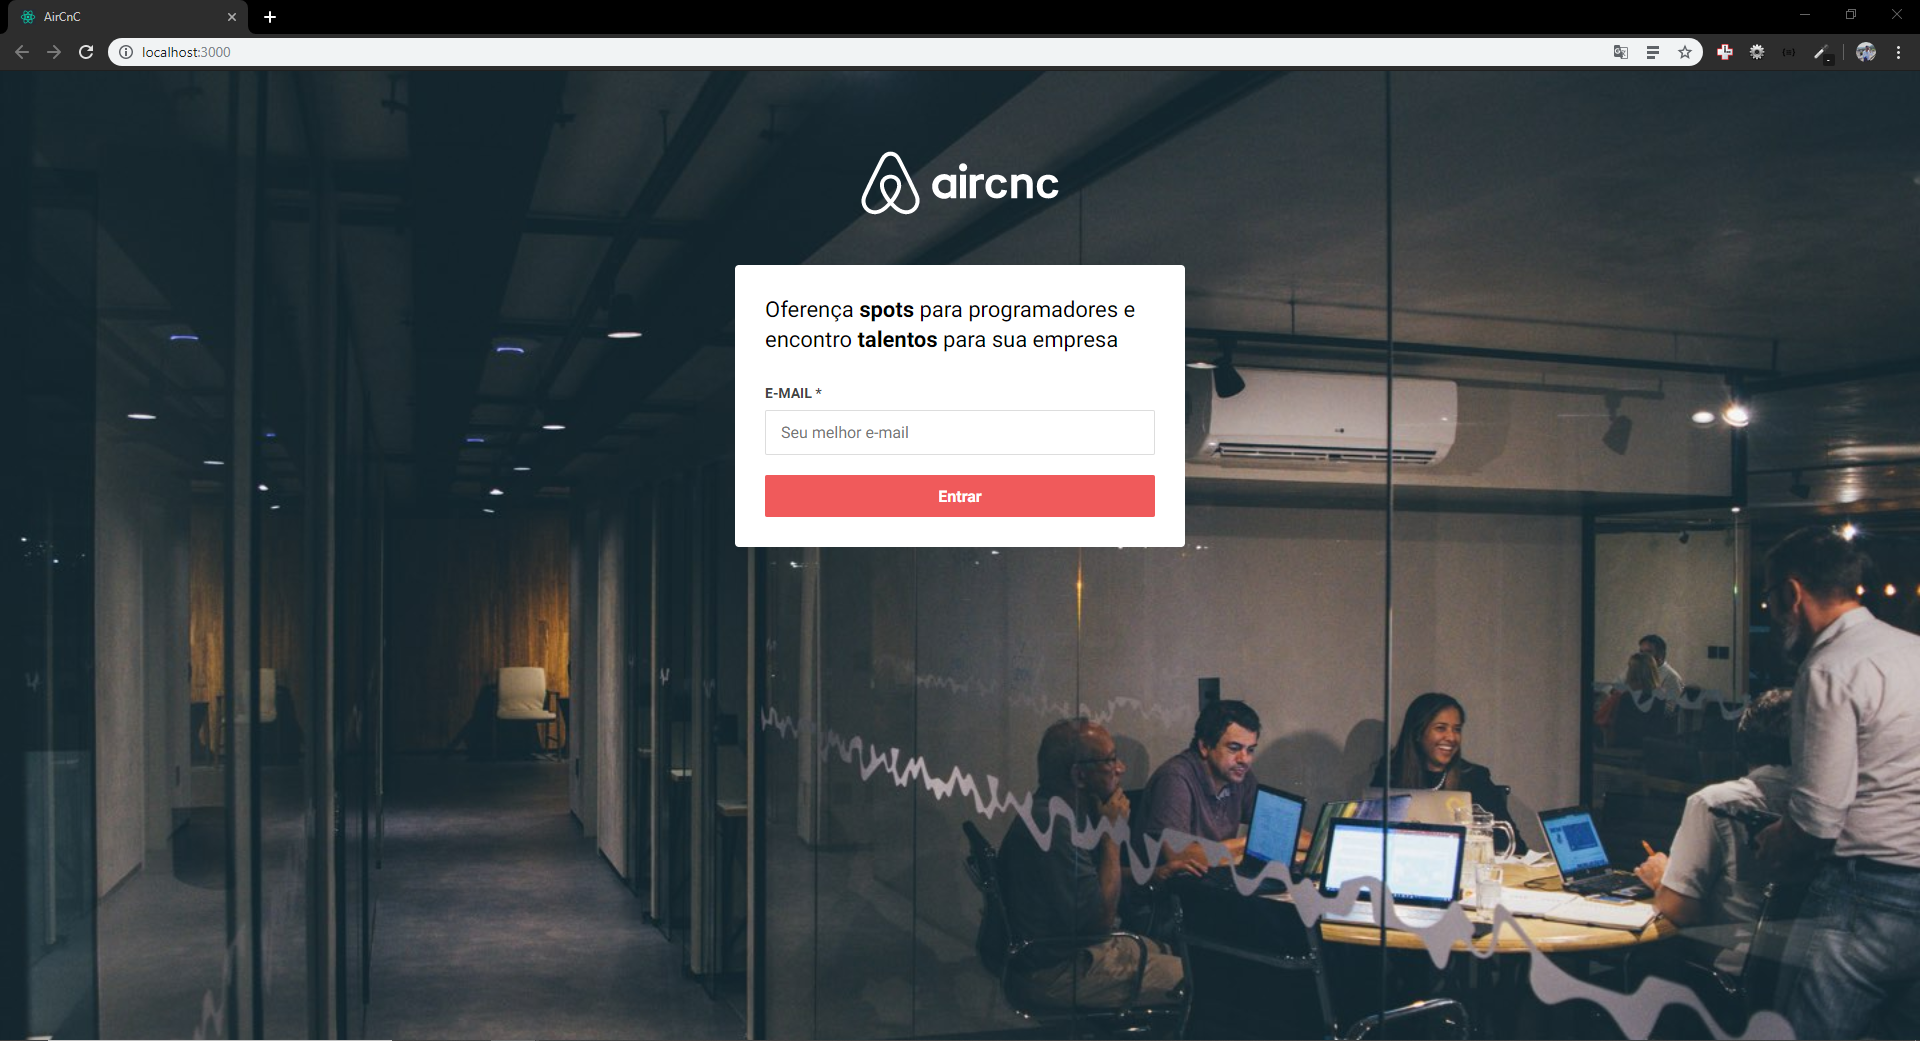 AirCnC
localhost:3000
aircnc
Oferença spots para programadores e
encontro talentos para sua empresa
E-MAIL *
Seu melhor e-mail
Entrar